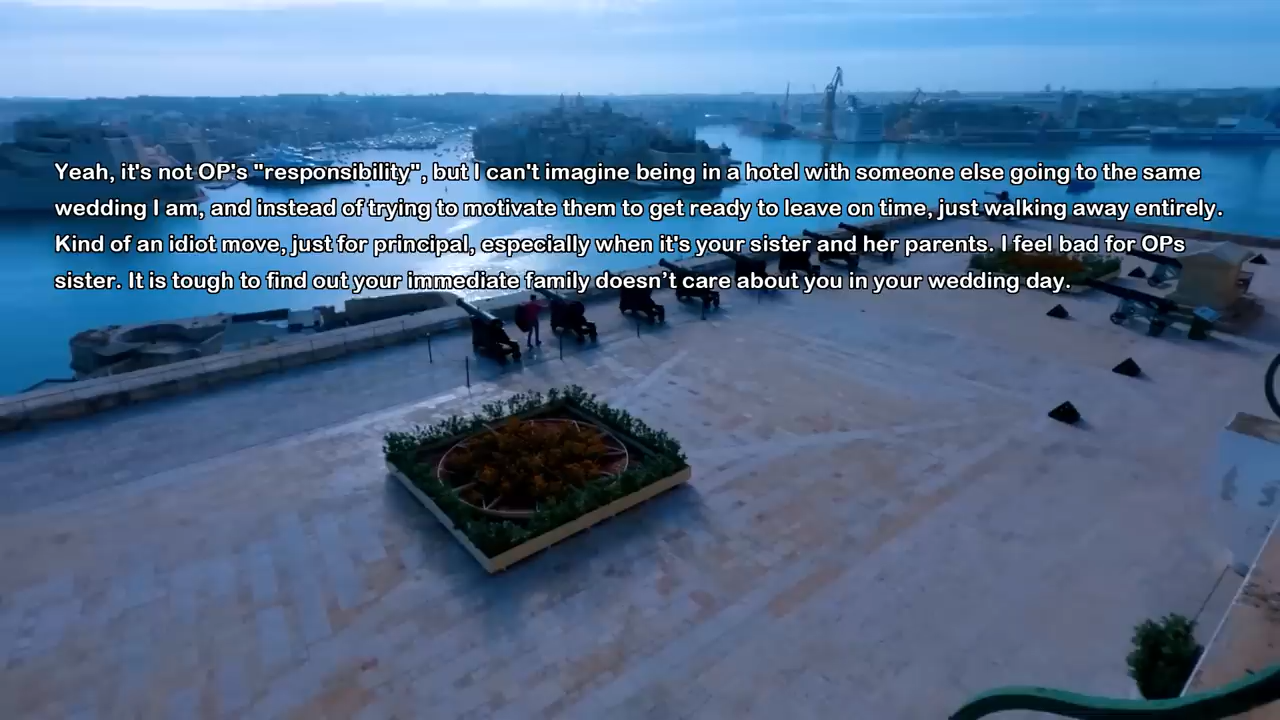 Yeah, it's not OP's "responsibility", but I can't imagine being in a hotel with someone else going to the same
wedding I am, and instead of trying to motivate them to get ready to leave on time, just walking away entirely.
Kind of an idiot move, just for principal, especially when it's your sister and her parents. I feel bad for OPs
sister. It is tough to find out your immediate family doesn’t care about you in your wedding day.